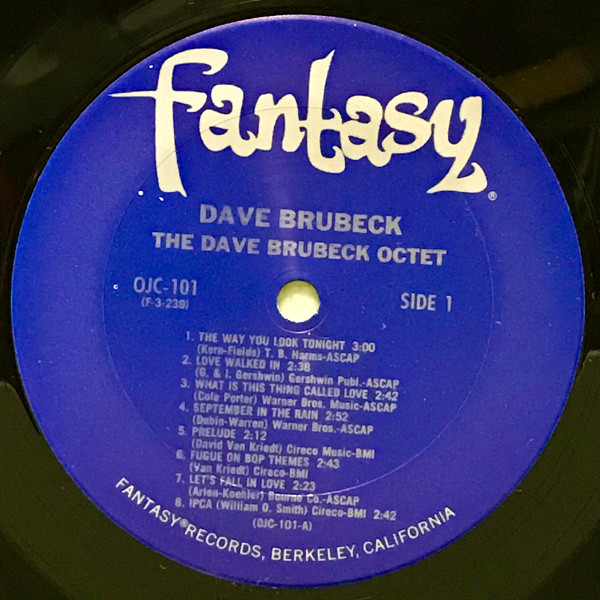 fantasy®
DAVE BRUBECK
THE DAVE BRUBECK OCTET
OJC-101
(F-3-239)
SIDE 1
1. THE WAY YOU LOOK TONIGHT 3:00
(Kern-Fields) T. B. Harms-ASCAP
2. LOVE WALKED IN 2:38
(G. & I. Gershwin) Gershwin Publ.-ASCAP
3. WHAT IS THIS THING CALLED LOVE 2:42
(Cole Porter) Warner Bros. Music-ASCAP
4. SEPTEMBER IN THE RAIN 2:52
(Dubin-Warren) Warner Bros.-ASCAP
5. PRELUDE 2:12
(David Van Kriedt) Cireco Music-BMI
6. FUGUE ON BOP THEMES 2:43
(Van Kriedt) Cireco-BMI
7. LET'S FALL IN LOVE 2:23
(Arlen-Koehler) Bourne Co.-ASCAP
8. IPCA (William O. Smith) Cireco-BMI 2:42
(OJC-101-A)
FANTASY® RECORDS, BERKELEY, CALIFORNIA